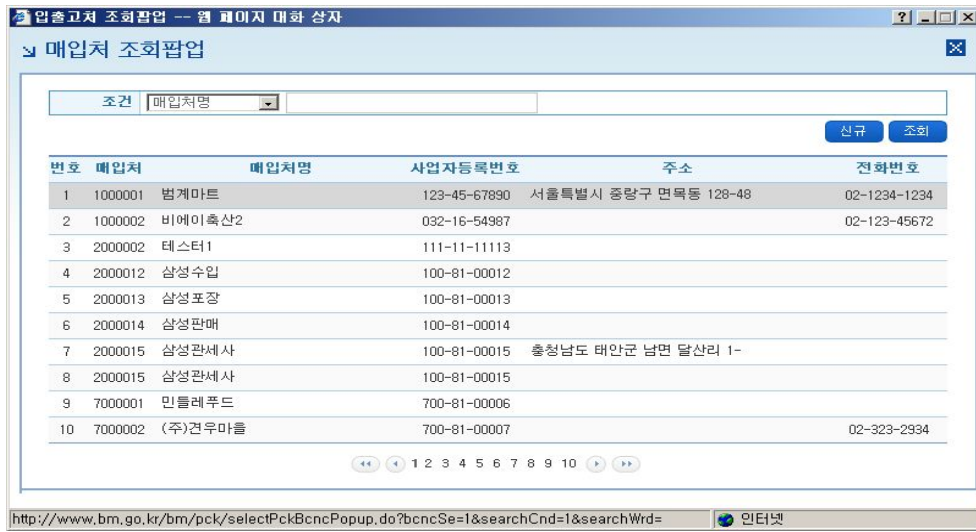 입출고처 조회팝업 -- 웹 페이지 대화 상자
매입처 조회팝업
조건 매입처명
신규 조회
번호 매입처 매입처명 사업자등록번호 주소 전화번호
1 1000001 범계마트 123-45-67890 서울특별시 중랑구 면목동 128-48 02-1234-1234
2 1000002 비에이축산2 032-16-54987 02-123-45672
3 2000002 테스터1 111-11-11113
4 2000012 삼성수입 100-81-00012
5 2000013 삼성포장 100-81-00013
6 2000014 삼성판매 100-81-00014
7 2000015 삼성관세사 100-81-00015 충청남도 태안군 남면 달산리 1-
8 2000015 삼성관세사 100-81-00015
9 7000001 민들레푸드 700-81-00006
10 7000002 (주)견우마을 700-81-00007 02-323-2934
1 2 3 4 5 6 7 8 9 10
http://www.bm.go.kr/bm/pck/selectPckBcncPopup.do?bcncSe=1&searchCnd=1&searchWrd= 인터넷